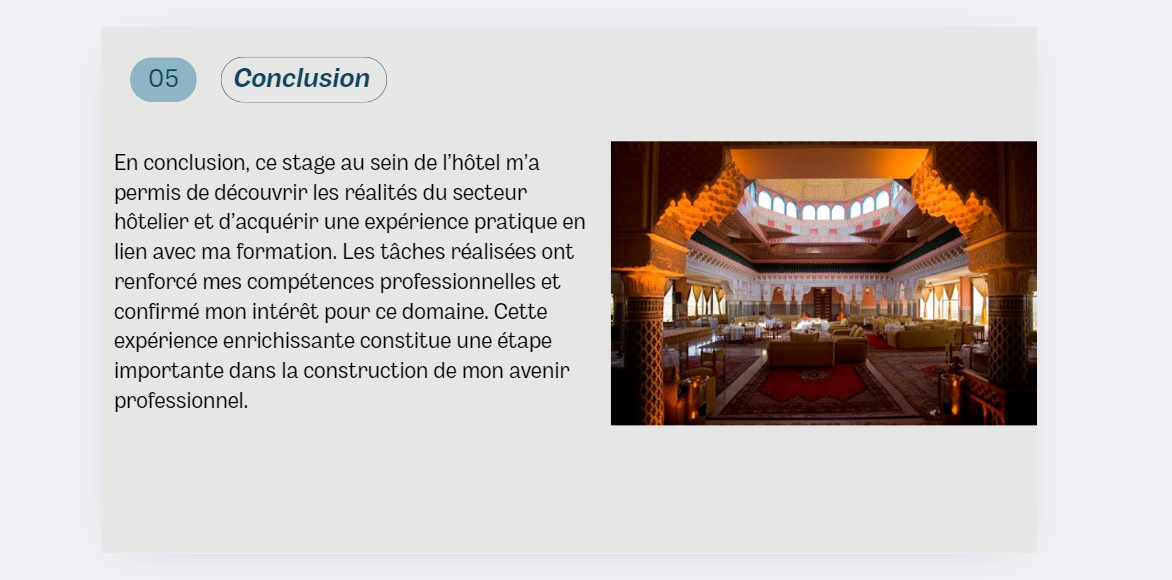 05
Conclusion
En conclusion, ce stage au sein de l’hôtel m’a
permis de découvrir les réalités du secteur
hôtelier et d’acquérir une expérience pratique en
lien avec ma formation. Les tâches réalisées ont
renforcé mes compétences professionnelles et
confirmé mon intérêt pour ce domaine. Cette
expérience enrichissante constitue une étape
importante dans la construction de mon avenir
professionnel.